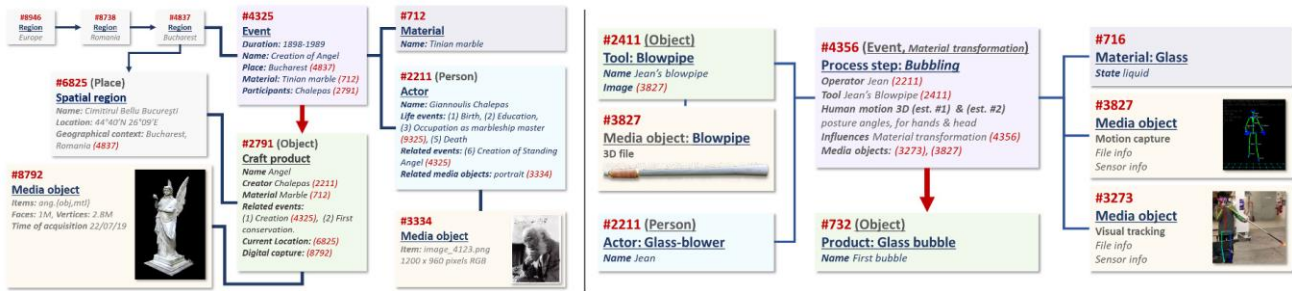 #8946
Region
Europe
#8738
Region
Romania
#4837
Region
Bucharest
#6825 (Place)
Spatial region
Name: Cimitirul Bellu București
Location: 44°40'N 26°09'E
Geographical context: Bucharest,
Romania (4837)
#8792
Media object
Items: ang.{obj,mtl}
Faces: 1M, Vertices: 2.8M
Time of acquisition 22/07/19
#4325
Event
Duration: 1898-1989
Name: Creation of Angel
Place: Bucharest (4837)
Material: Tinian marble (712)
Participants: Chalepas (2791)
#2791 (Object)
Craft product
Name Angel
Creator Chalepas (2211)
Material Marble (712)
Related events:
(1) Creation (4325), (2) First
conservation.
Current Location: (6825)
Digital capture: (8792)
#712
Material
Name: Tinian marble
#2211 (Person)
Actor
Name: Giannoulis Chalepas
Life events: (1) Birth, (2) Education,
(3) Occupation as marbleship master
(9325), (5) Death
Related events: (6) Creation of Standing
Angel (4325)
Related media objects: portrait (3334)
#3334
Media object
Item: image_4123.png
1200 x 960 pixels RGB
#2411 (Object)
Tool: Blowpipe
Name Jean's blowpipe
Image (3827)
#3827
Media object: Blowpipe
3D file
#2211 (Person)
Actor: Glass-blower
Name Jean
#4356 (Event, Material transformation)
Process step: Bubbling
Operator Jean (2211)
Tool Jean's Blowpipe (2411)
Human motion 3D (est. #1) & (est. #2)
posture angles, for hands & head
Influences Material transformation (4356)
Media objects: (3273), (3827)
#732 (Object)
Product: Glass bubble
Name First bubble
#716
Material: Glass
State liquid
#3827
Media object
Motion capture
File info
Sensor info
#3273
Media object
Visual tracking
File info
Sensor info